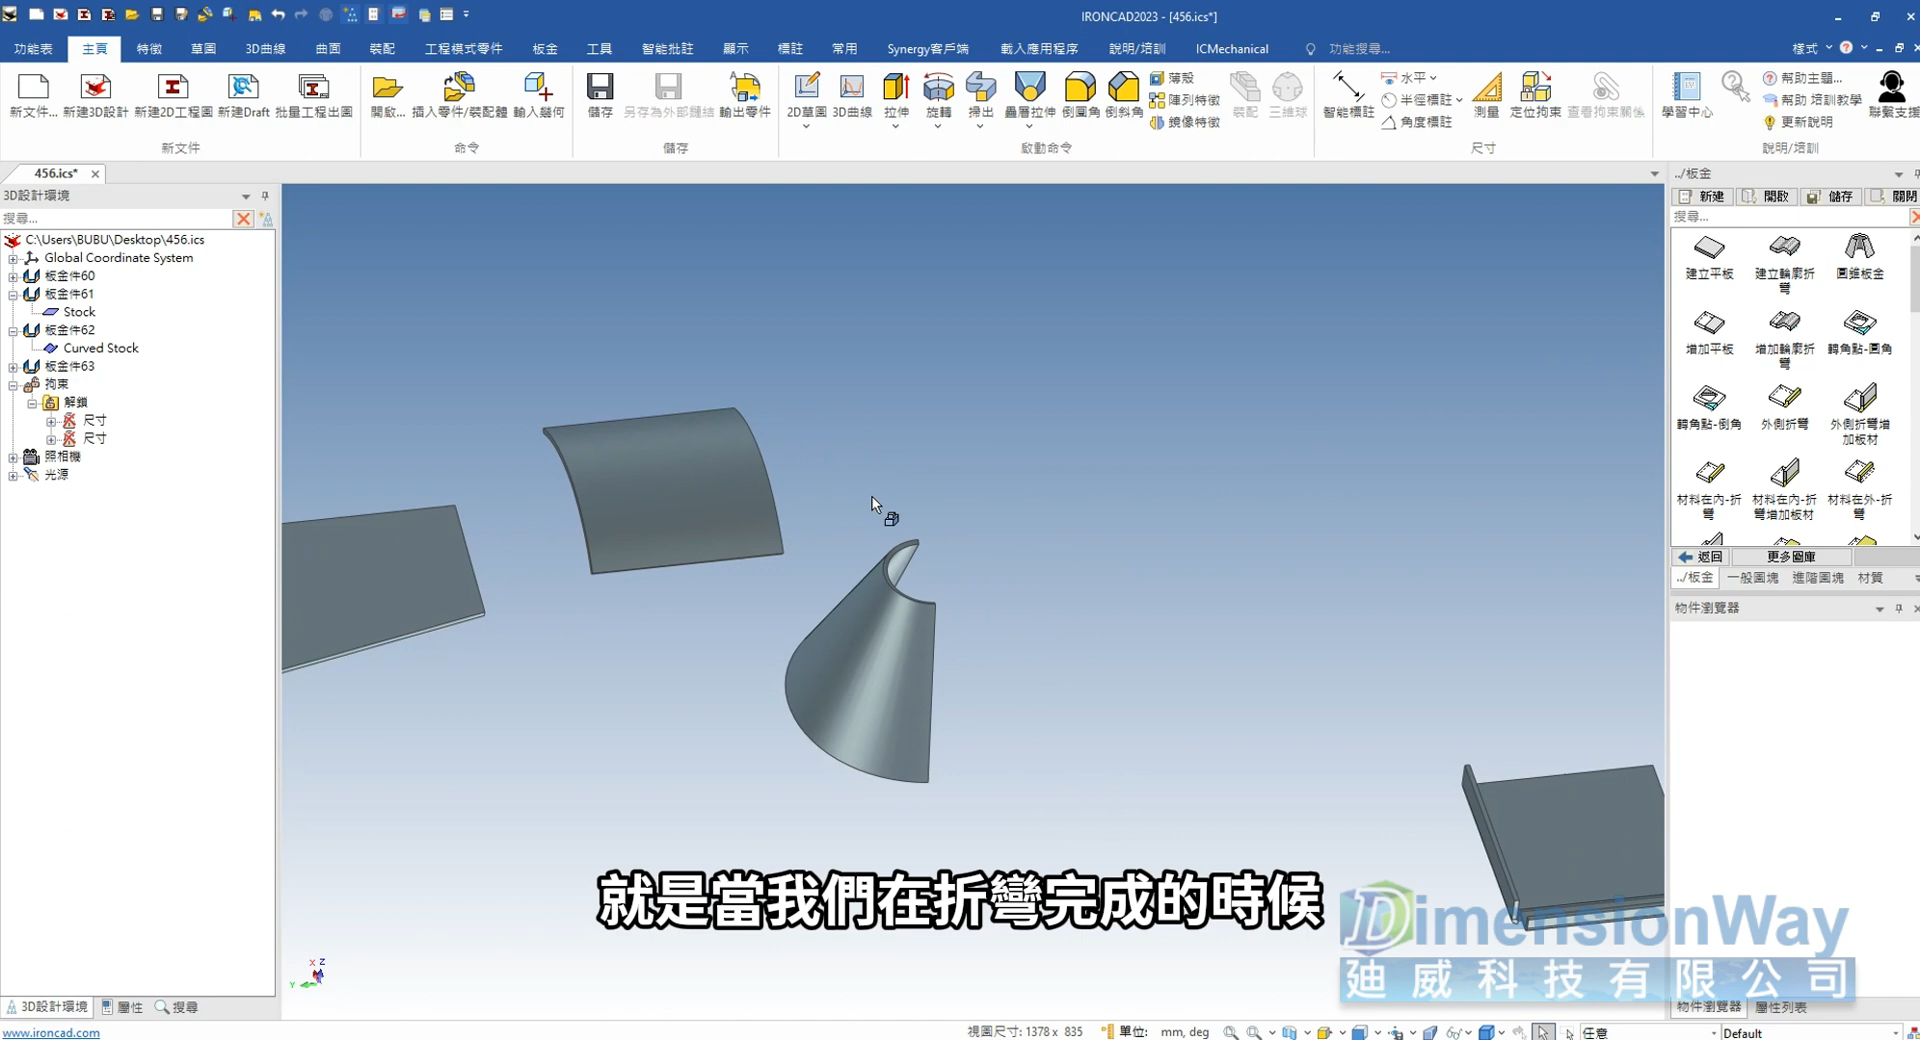 IRONCAD2023 - [456.ics*]
功能表 主頁 特徵 草圖 3D曲線 曲面 裝配 工程模式零件 板金 工具 智能批註 顯示 標註 常用 Synergy客戶端 載入應用程序 說明/培訓 ICMechanical 功能搜尋... 樣式
新文件... 新建3D設計 新建2D工程圖 新建Draft 批量工程出圖
新文件
開啟... 插入零件/裝配體 輸入幾何
命令
儲存 另存為外部鏈結 輸出零件
儲存
2D草圖 3D曲線 拉伸 旋轉 掃出 疊層拉伸 倒圓角 倒斜角
薄殼
陣列特徵
鏡像特徵
裝配 三維球
啟動命令
智能標註
水平
半徑標註
角度標註
測量 定位拘束 查看拘束關係
尺寸
學習中心
幫助主題...
幫助 培訓教學
更新說明
聯繫支援
說明/培訓
456.ics*
3D設計環境
搜尋...
C:\Users\BUBU\Desktop\456.ics
Global Coordinate System
板金件60
板金件61
Stock
板金件62
Curved Stock
板金件63
拘束
解鎖
尺寸
尺寸
照相機
光源
3D設計環境 屬性 搜尋
www.ironcad.com
../板金
新建 開啟 儲存 關閉
搜尋...
建立平板 建立輪廓折彎 圓錐板金
增加平板 增加輪廓折彎 轉角點-圓角
轉角點-倒角 外側折彎 外側折彎增加板材
材料在內-折彎 材料在內-折彎增加板材 材料在外-折彎
返回 更多圖庫
../板金 一般圖塊 進階圖塊 材質
物件瀏覽器
X Z
Y
就是當我們在折彎完成的時候
DimensionWay
廸威科技有限公司
物件瀏覽器 屬性列表
視圖尺寸: 1378 x 835 單位: mm, deg 任意 Default